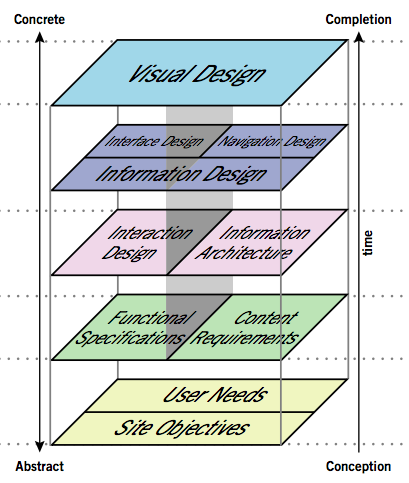 Concrete
Completion
Visual Design
Interface Design
Navigation Design
Information Design
Interaction
Design
Information
Architecture
time
Functional
Specifications
Content
Requirements
User Needs
Site Objectives
Abstract
Conception